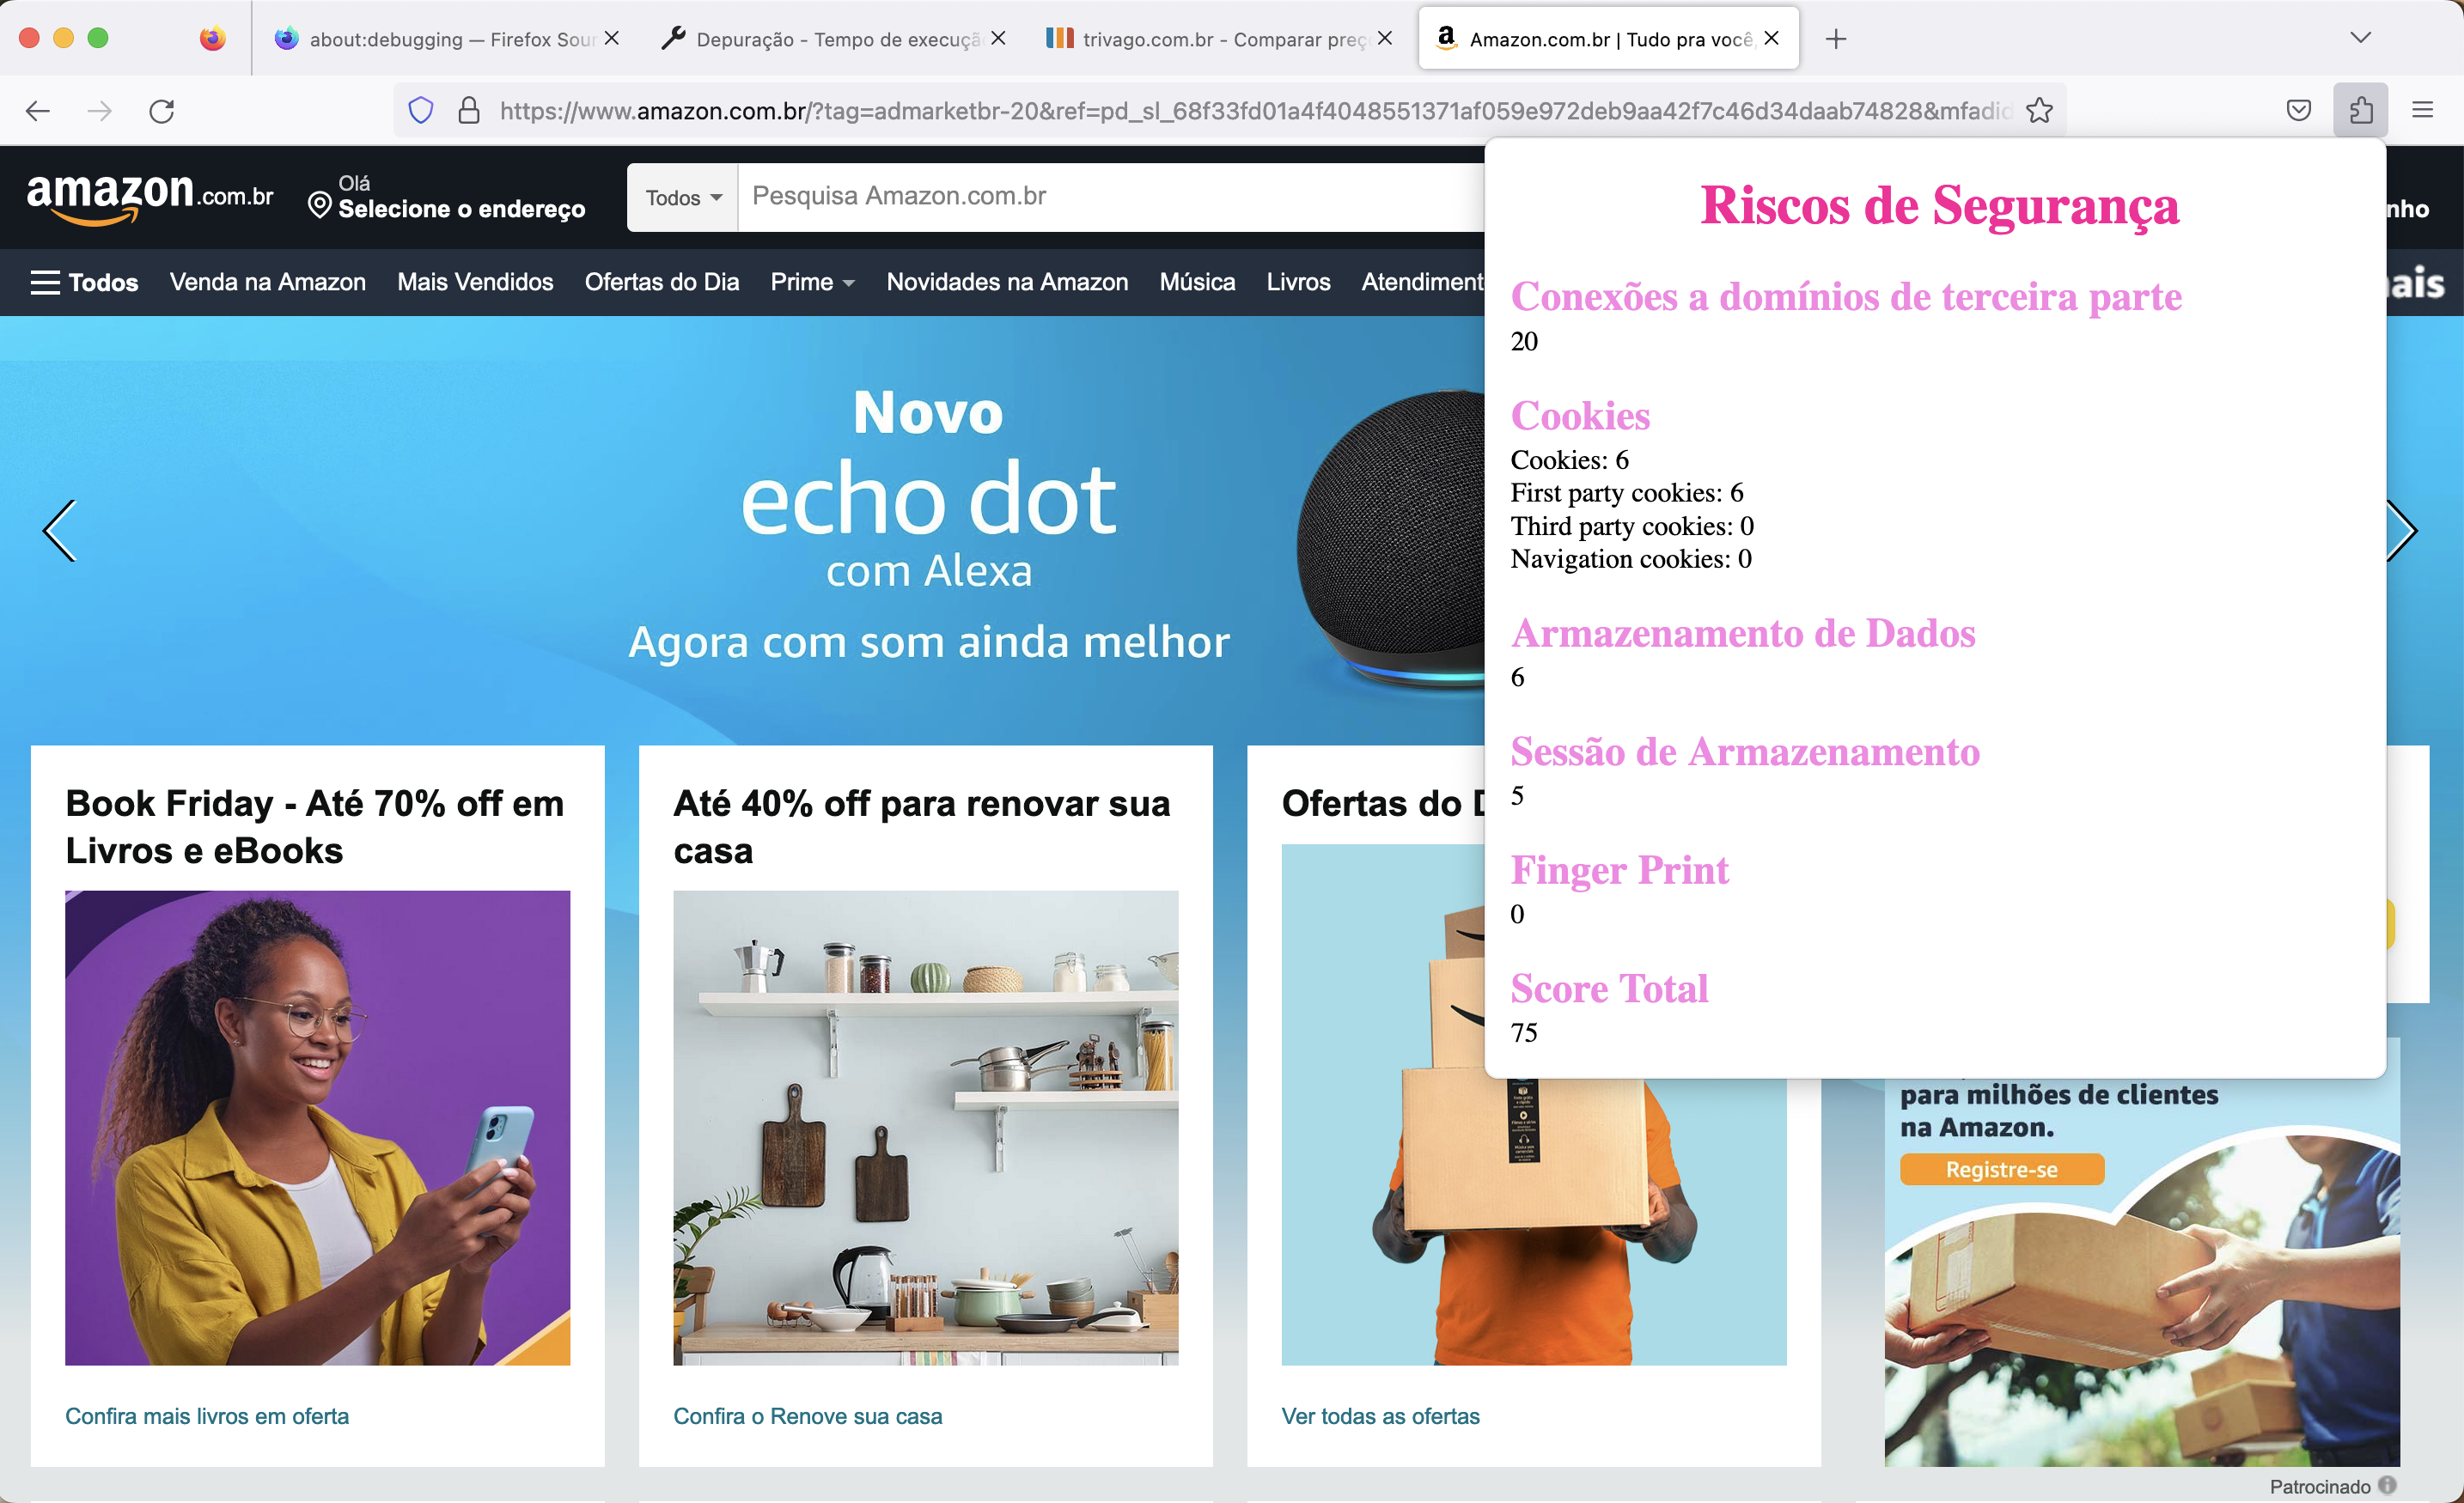 about:debugging — Firefox Sour
Depuração - Tempo de execuçã
trivago.com.br - Comparar preç
Amazon.com.br | Tudo pra você,
https://www.amazon.com.br/?tag=admarketbr-20&ref=pd_sl_68f33fd01a4f4048551371af059e972deb9aa42f7c46d34daab74828&mfadid
amazon.com.br
Olá
Selecione o endereço
Todos
Pesquisa Amazon.com.br
nho
Todos
Venda na Amazon
Mais Vendidos
Ofertas do Dia
Prime
Novidades na Amazon
Música
Livros
Atendiment
ais
Riscos de Segurança
Conexões a domínios de terceira parte
20
Cookies
Cookies: 6
First party cookies: 6
Third party cookies: 0
Navigation cookies: 0
Armazenamento de Dados
6
Sessão de Armazenamento
5
Finger Print
0
Score Total
75
Novo
echo dot
com Alexa
Agora com som ainda melhor
Book Friday - Até 70% off em
Livros e eBooks
Confira mais livros em oferta
Até 40% off para renovar sua
casa
Confira o Renove sua casa
Ofertas do D
Ver todas as ofertas
para milhões de clientes
na Amazon.
Registre-se
Patrocinado